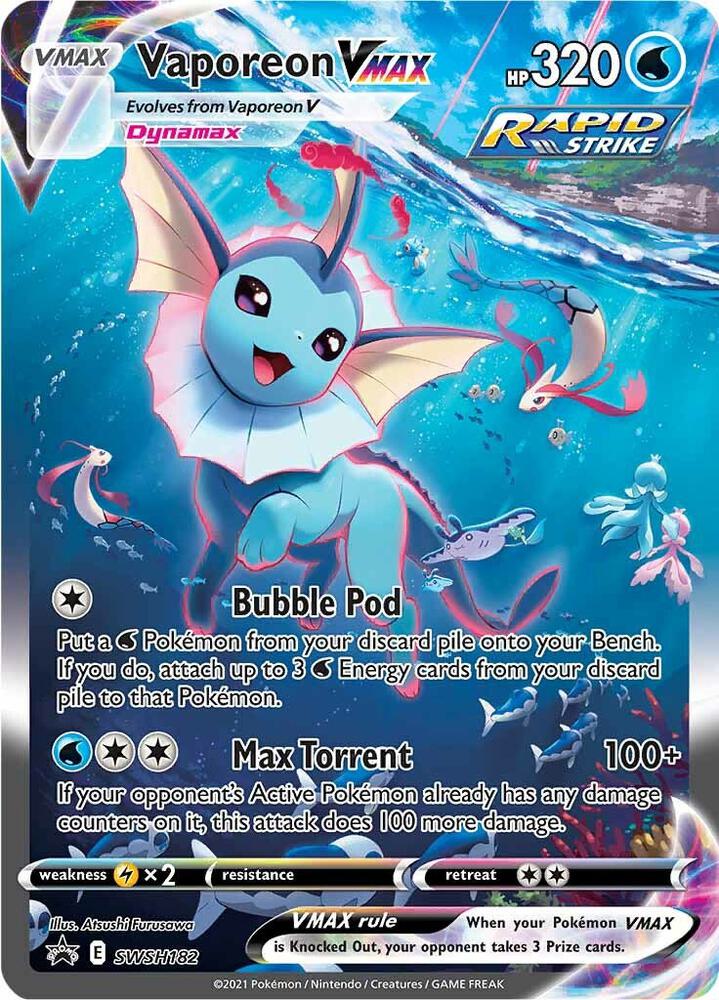 VMAX
Vaporeon VMAX
HP 320
Evolves from Vaporeon V
Dynamax
RAPID
STRIKE
Bubble Pod
Put a Pokémon from your discard pile onto your Bench.
If you do, attach up to 3 Energy cards from your discard
pile to that Pokémon.
Max Torrent 100+
If your opponent's Active Pokémon already has any damage
counters on it, this attack does 100 more damage.
weakness ×2 resistance retreat
Illus. Atsushi Furusawa
PROMO E SWSH182
VMAX rule When your Pokémon VMAX
is Knocked Out, your opponent takes 3 Prize cards.
©2021 Pokémon / Nintendo / Creatures / GAME FREAK